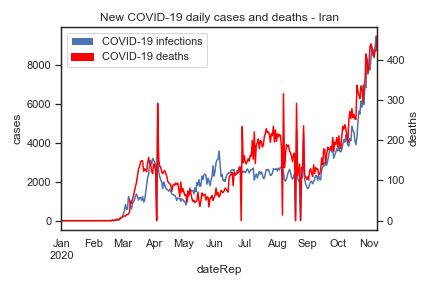 New COVID-19 daily cases and deaths - Iran
COVID-19 infections
COVID-19 deaths
cases
8000
6000
4000
2000
0
deaths
400
300
200
100
0
Jan Feb Mar Apr May Jun Jul Aug Sep Oct Nov
2020
dateRep